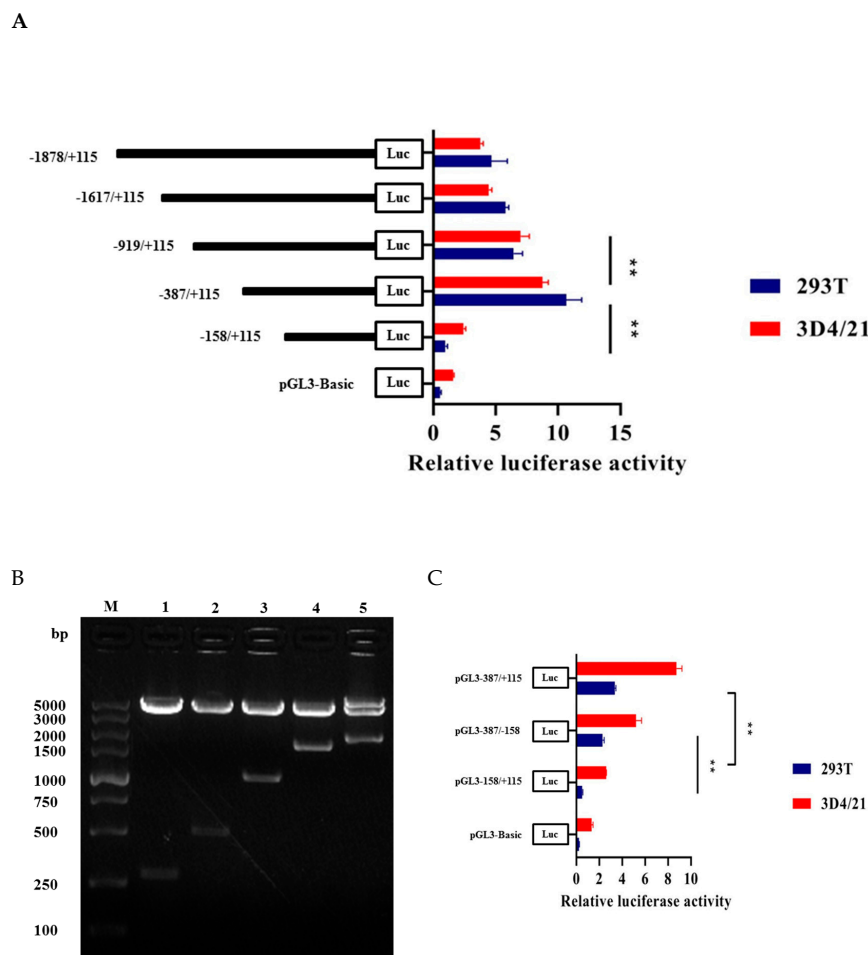 A
-1878/+115 Luc
-1617/+115 Luc
-919/+115 Luc
**
-387/+115 Luc
293T
-158/+115 Luc
**
3D4/21
pGL3-Basic Luc
0 5 10 15
Relative luciferase activity
B
C
M 1 2 3 4 5
bp
5000
3000
2000
1500
1000
750
500
250
100
pGL3-387/+115 Luc
pGL3-387/-158 Luc
**
pGL3-158/+115 Luc
**
293T
3D4/21
pGL3-Basic Luc
0 2 4 6 8 10
Relative luciferase activity